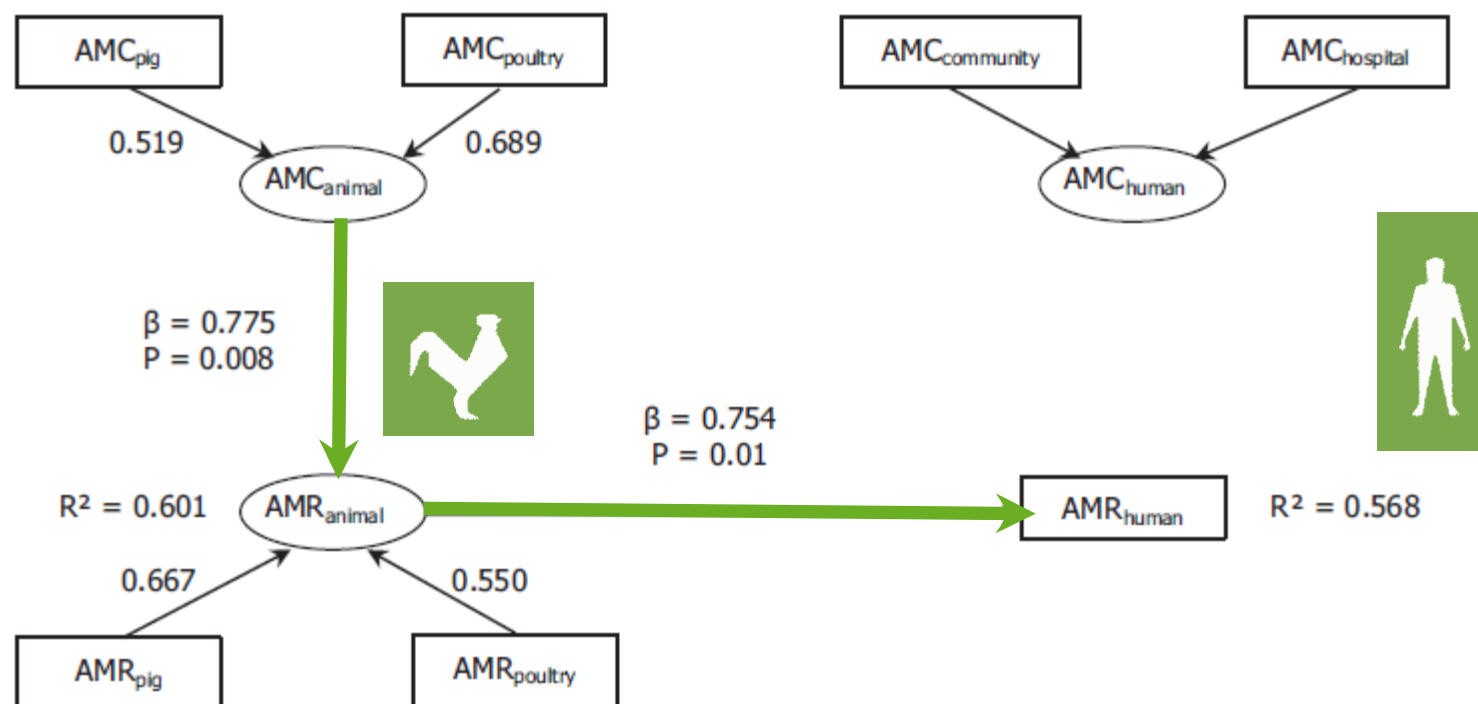 AMCpig
AMCpoultry
AMCcommunity
AMChospital
0.519
0.689
AMCanimal
AMChuman
β = 0.775
P = 0.008
β = 0.754
P = 0.01
R² = 0.601
AMRanimal
AMRhuman
R² = 0.568
0.667
0.550
AMRpig
AMRpoultry